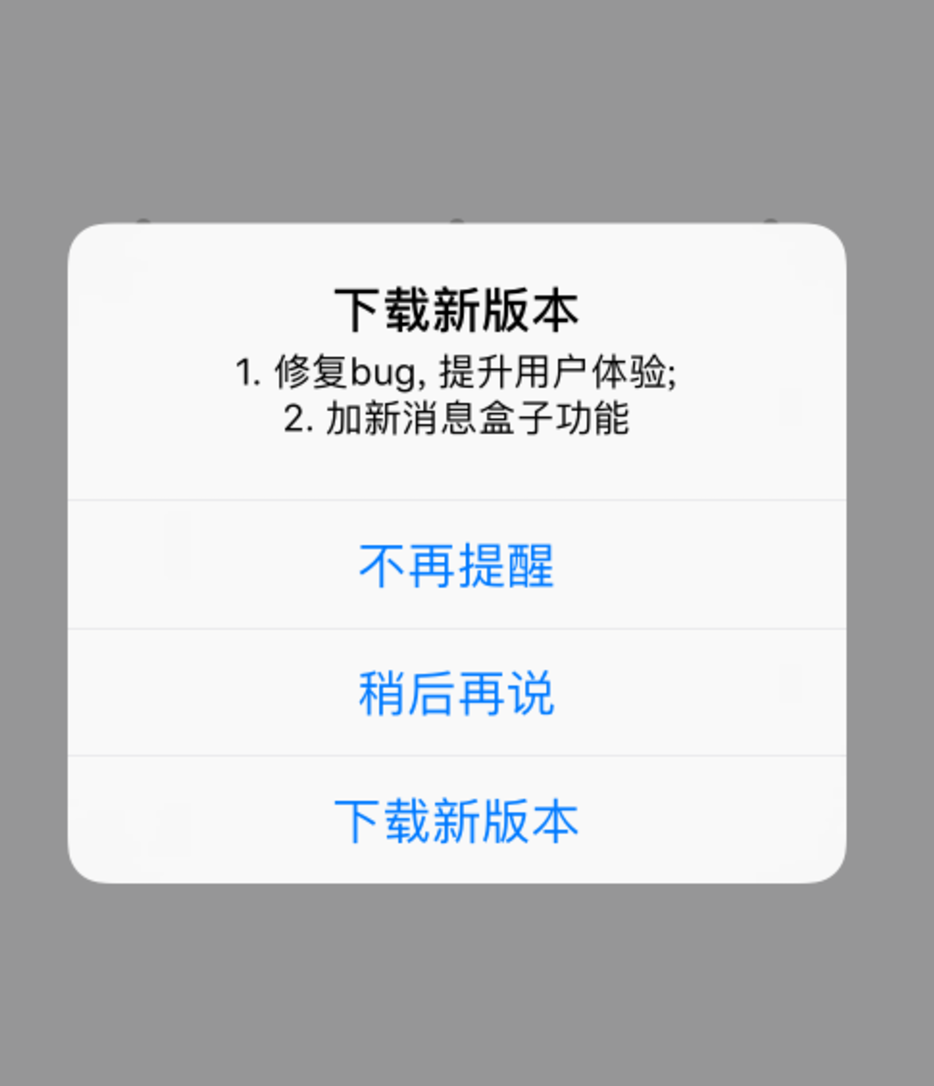 下载新版本
1. 修复bug, 提升用户体验;
2. 加新消息盒子功能
不再提醒
稍后再说
下载新版本